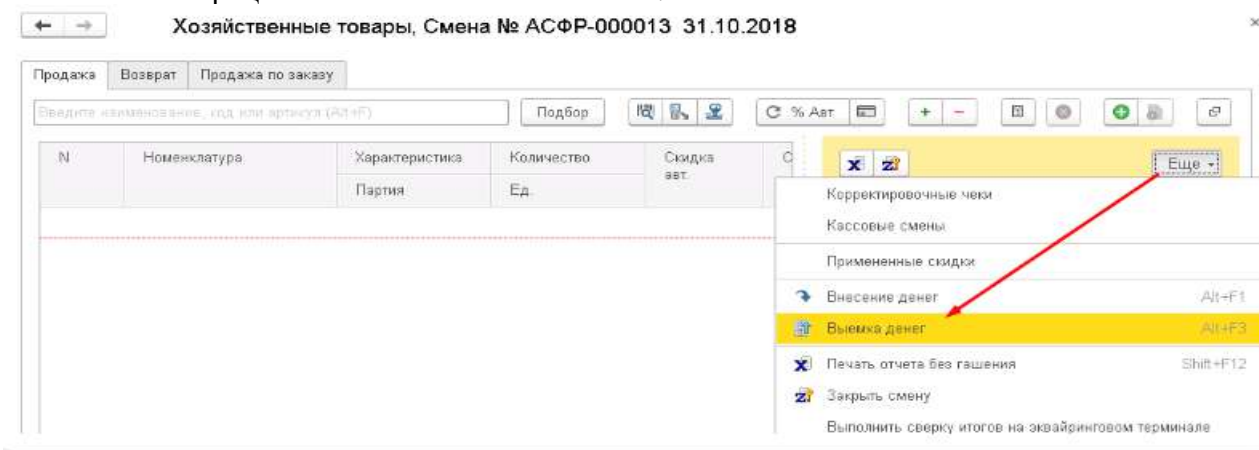 Хозяйственные товары, Смена № АСФР-000013 31.10.2018
Продажа Возврат Продажа по заказу
Введите наименование, код или артикул (Alt+F) Подбор % Авт
N Номенклатура Характеристика Количество Скидка авт. С Еще
Партия Ед.
Корректировочные чеки
Кассовые смены
Примененные скидки
Внесение денег Alt+F1
Выемка денег Alt+F3
Печать отчета без гашения Shift+F12
Закрыть смену
Выполнить сверку итогов на эквайринговом терминале